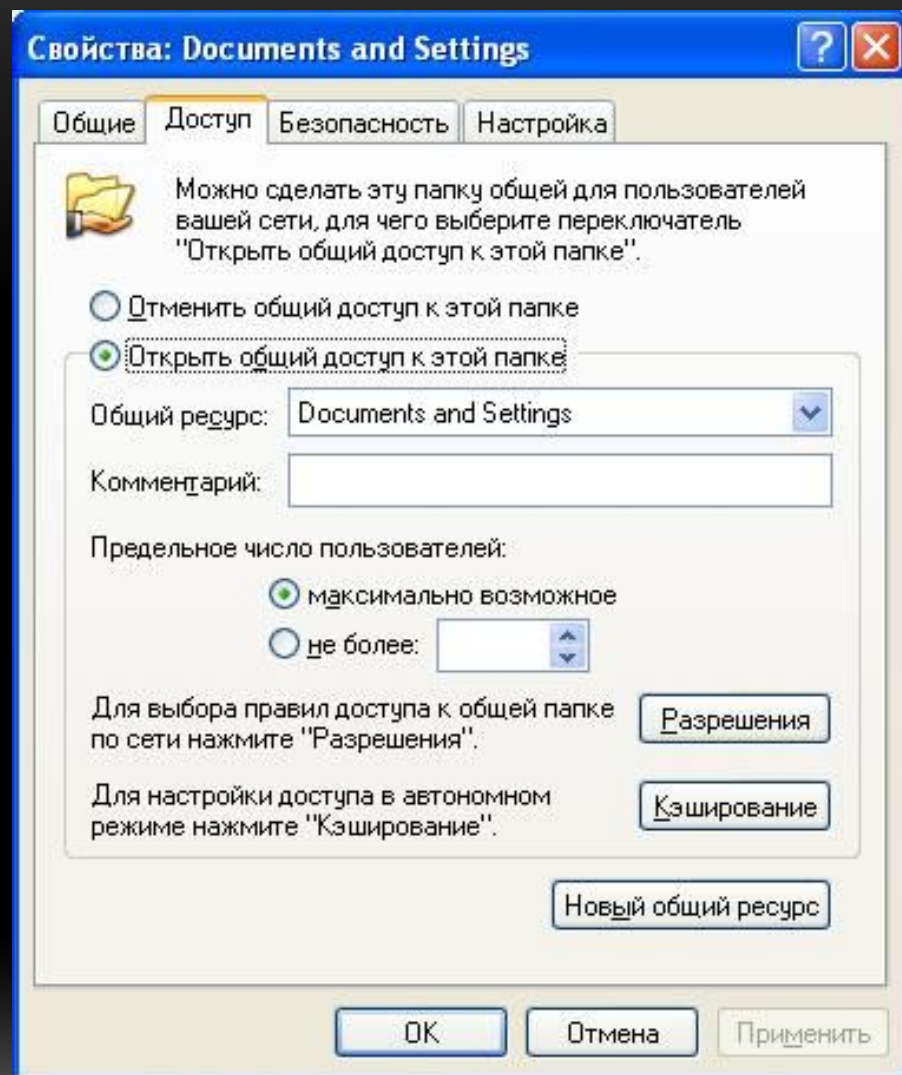 Свойства: Documents and Settings
Общие Доступ Безопасность Настройка
Можно сделать эту папку общей для пользователей
вашей сети, для чего выберите переключатель
"Открыть общий доступ к этой папке".
Отменить общий доступ к этой папке
Открыть общий доступ к этой папке
Общий ресурс: Documents and Settings
Комментарий:
Предельное число пользователей:
максимально возможное
не более:
Для выбора правил доступа к общей папке
по сети нажмите "Разрешения".
Разрешения
Для настройки доступа в автономном
режиме нажмите "Кэширование".
Кэширование
Новый общий ресурс
OK Отмена Применить